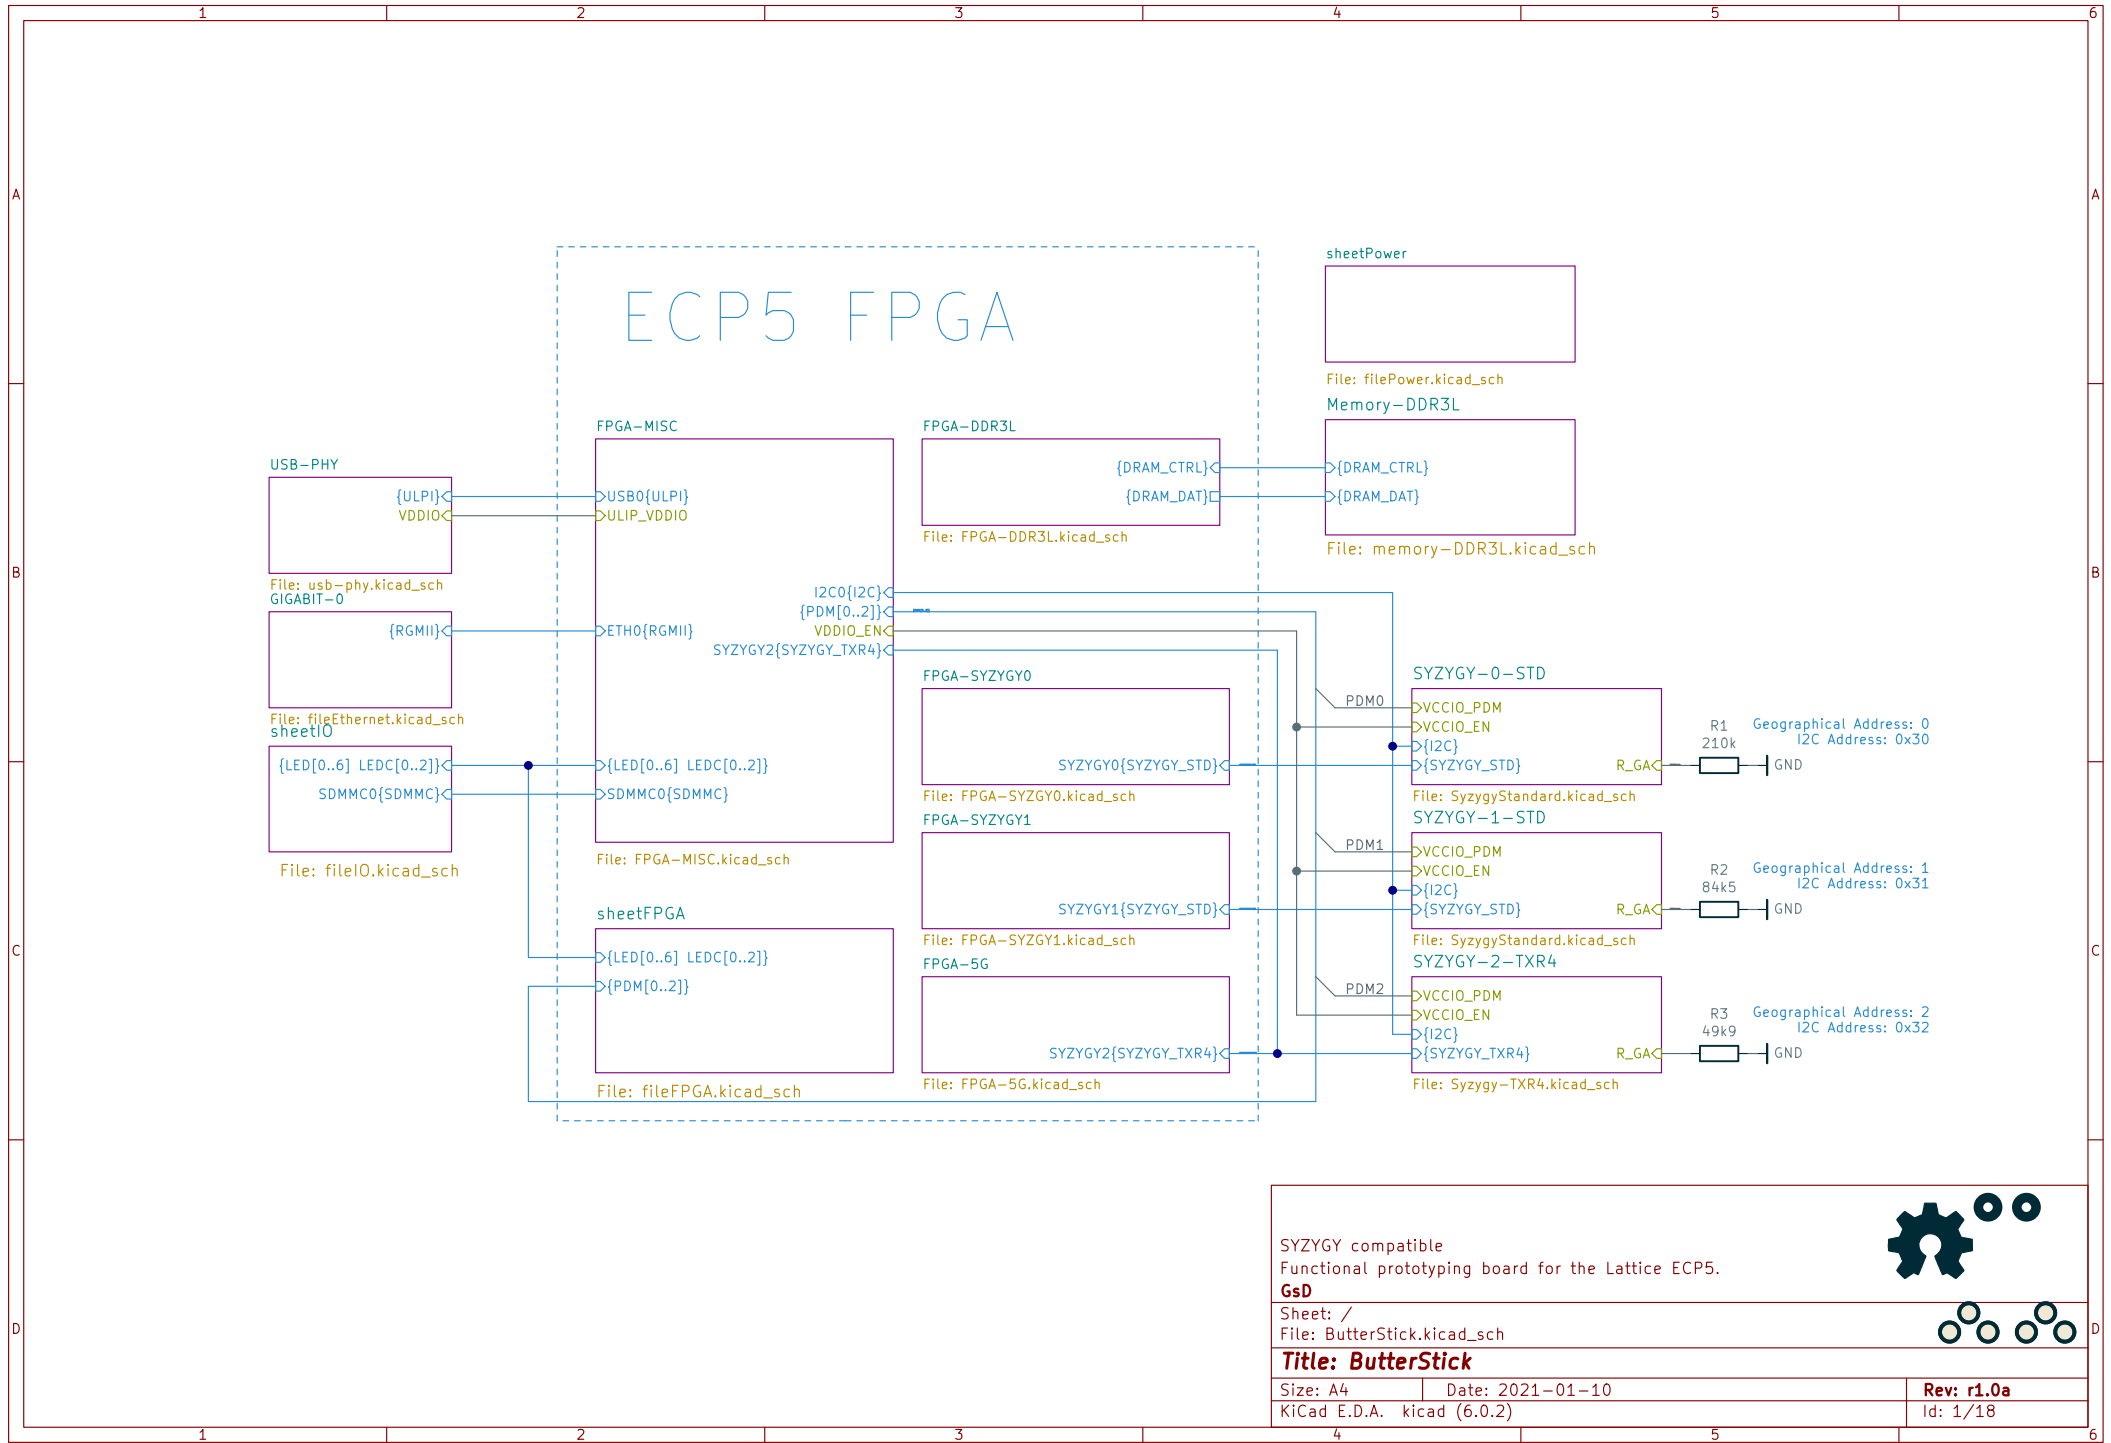 1 2 3 4 5 6
A A
B B
C C
D D
ECP5 FPGA
sheetPower
File: filePower.kicad_sch
USB-PHY
{ULPI}
VDDIO
File: usb-phy.kicad_sch
GIGABIT-0
{RGMII}
File: fileEthernet.kicad_sch
sheetIO
{LED[0..6] LEDC[0..2]}
SDMMC0{SDMMC}
File: fileIO.kicad_sch
FPGA-MISC
USB0{ULPI}
ULIP_VDDIO
I2C0{I2C}
{PDM[0..2]}
ETH0{RGMII}
VDDIO_EN
SYZYGY2{SYZYGY_TXR4}
{LED[0..6] LEDC[0..2]}
SDMMC0{SDMMC}
File: FPGA-MISC.kicad_sch
sheetFPGA
{LED[0..6] LEDC[0..2]}
{PDM[0..2]}
File: fileFPGA.kicad_sch
FPGA-DDR3L
{DRAM_CTRL}
{DRAM_DAT}
File: FPGA-DDR3L.kicad_sch
Memory-DDR3L
{DRAM_CTRL}
{DRAM_DAT}
File: memory-DDR3L.kicad_sch
FPGA-SYZYGY0
SYZYGY0{SYZYGY_STD}
File: FPGA-SYZGY0.kicad_sch
FPGA-SYZYGY1
SYZYGY1{SYZYGY_STD}
File: FPGA-SYZGY1.kicad_sch
FPGA-5G
SYZYGY2{SYZYGY_TXR4}
File: FPGA-5G.kicad_sch
SYZYGY-0-STD
PDM0
VCCIO_PDM
VCCIO_EN
{I2C}
{SYZYGY_STD}
R_GA
File: SyzygyStandard.kicad_sch
R1
210k
GND
Geographical Address: 0
I2C Address: 0x30
SYZYGY-1-STD
PDM1
VCCIO_PDM
VCCIO_EN
{I2C}
{SYZYGY_STD}
R_GA
File: SyzygyStandard.kicad_sch
R2
84k5
GND
Geographical Address: 1
I2C Address: 0x31
SYZYGY-2-TXR4
PDM2
VCCIO_PDM
VCCIO_EN
{I2C}
{SYZYGY_TXR4}
R_GA
File: Syzygy-TXR4.kicad_sch
R3
49k9
GND
Geographical Address: 2
I2C Address: 0x32
SYZYGY compatible
Functional prototyping board for the Lattice ECP5.
GsD
Sheet: /
File: ButterStick.kicad_sch
Title: ButterStick
Size: A4 Date: 2021-01-10 Rev: r1.0a
KiCad E.D.A. kicad (6.0.2) Id: 1/18
1 2 3 4 5 6